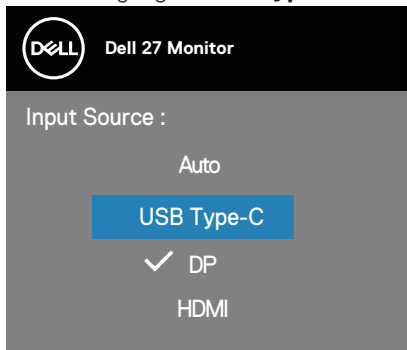 DELL Dell 27 Monitor
Input Source :
Auto
USB Type-C
DP
HDMI